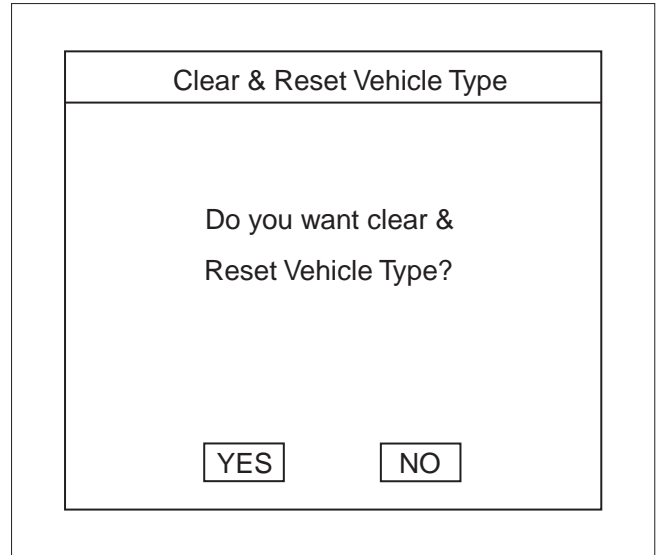 Clear & Reset Vehicle Type
Do you want clear &
Reset Vehicle Type?
YES NO